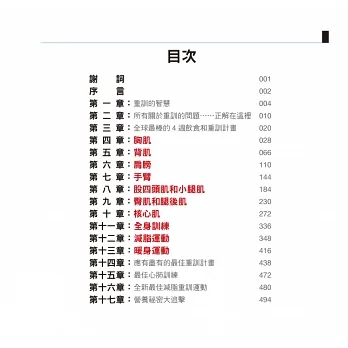 目次
謝 詞 001
序 言 002
第 一 章：重訓的智慧 004
第 二 章：所有關於重訓的問題……正解在這裡 010
第 三 章：全球最棒的 4 週飲食和重訓計畫 020
第 四 章：胸肌 028
第 五 章：背肌 066
第 六 章：肩膀 110
第 七 章：手臂 144
第 八 章：股四頭肌和小腿肌 184
第 九 章：臀肌和腿後肌 230
第 十 章：核心肌 272
第十一章：全身訓練 336
第十二章：減脂運動 348
第十三章：暖身運動 416
第十四章：應有盡有的最佳重訓計畫 438
第十五章：最佳心肺訓練 472
第十六章：全新最佳減脂重訓運動 480
第十七章：營養祕密大追擊 494